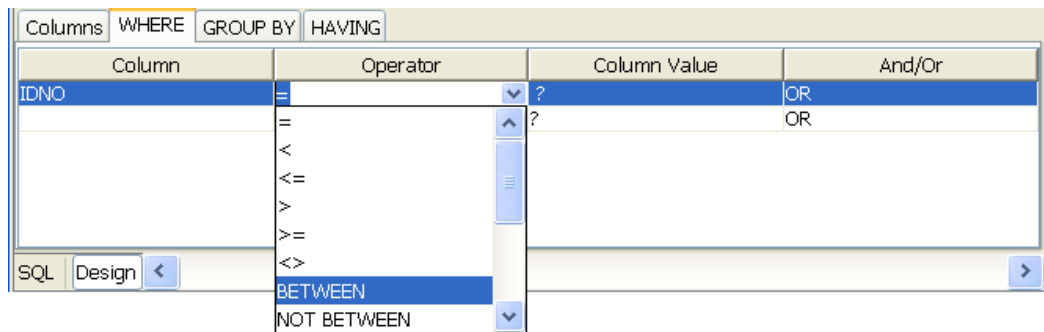 Columns WHERE GROUP BY HAVING
Column Operator Column Value And/Or
IDNO = ? OR
= ? OR
<
<=
>
>=
<>
SQL Design
BETWEEN
NOT BETWEEN